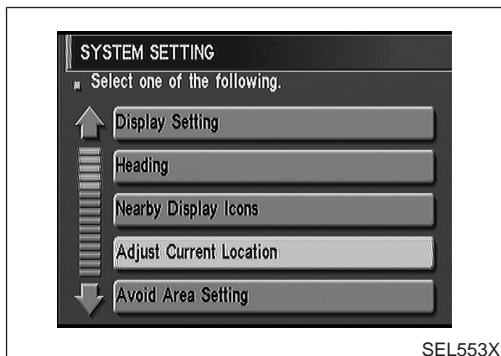 SYSTEM SETTING
Select one of the following.
Display Setting
Heading
Nearby Display Icons
Adjust Current Location
Avoid Area Setting
SEL553X